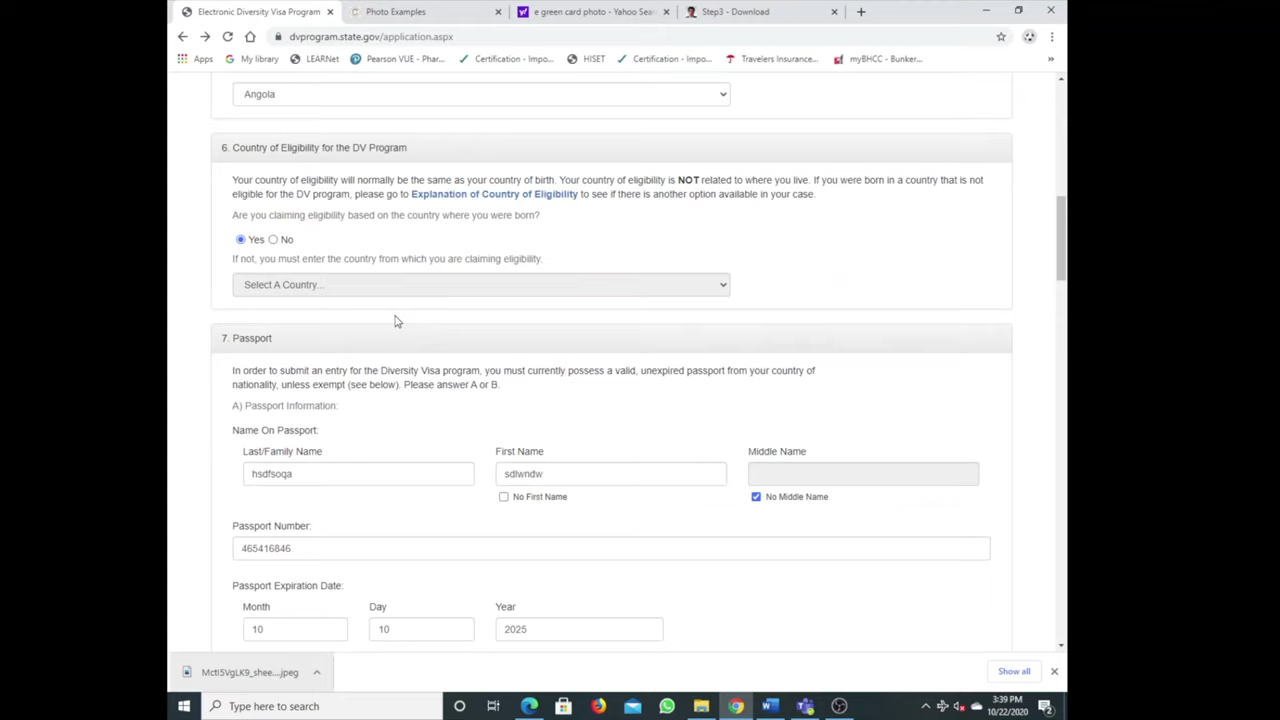 Electronic Diversity Visa Program
Photo Examples
e green card photo - Yahoo Sea
Step3 - Download
dvprogram.state.gov/application.aspx
Apps
My library
LEARNet
Pearson VUE - Phar...
Certification - Impo...
HISET
Certification - Impo...
Travelers Insurance...
myBHCC - Bunker...
»
Angola
6. Country of Eligibility for the DV Program
Your country of eligibility will normally be the same as your country of birth. Your country of eligibility is NOT related to where you live. If you were born in a country that is not
eligible for the DV program, please go to Explanation of Country of Eligibility to see if there is another option available in your case.
Are you claiming eligibility based on the country where you were born?
Yes No
If not, you must enter the country from which you are claiming eligibility.
Select A Country...
7. Passport
In order to submit an entry for the Diversity Visa program, you must currently possess a valid, unexpired passport from your country of
nationality, unless exempt (see below). Please answer A or B.
A) Passport Information:
Name On Passport:
Last/Family Name First Name Middle Name
hsdfsoqa sdlwndw
No First Name No Middle Name
Passport Number:
465416846
Passport Expiration Date:
Month Day Year
10 10 2025
MctI5VgLK9_shee....jpeg
Show all
Type here to search
3:39 PM
10/22/2020
2